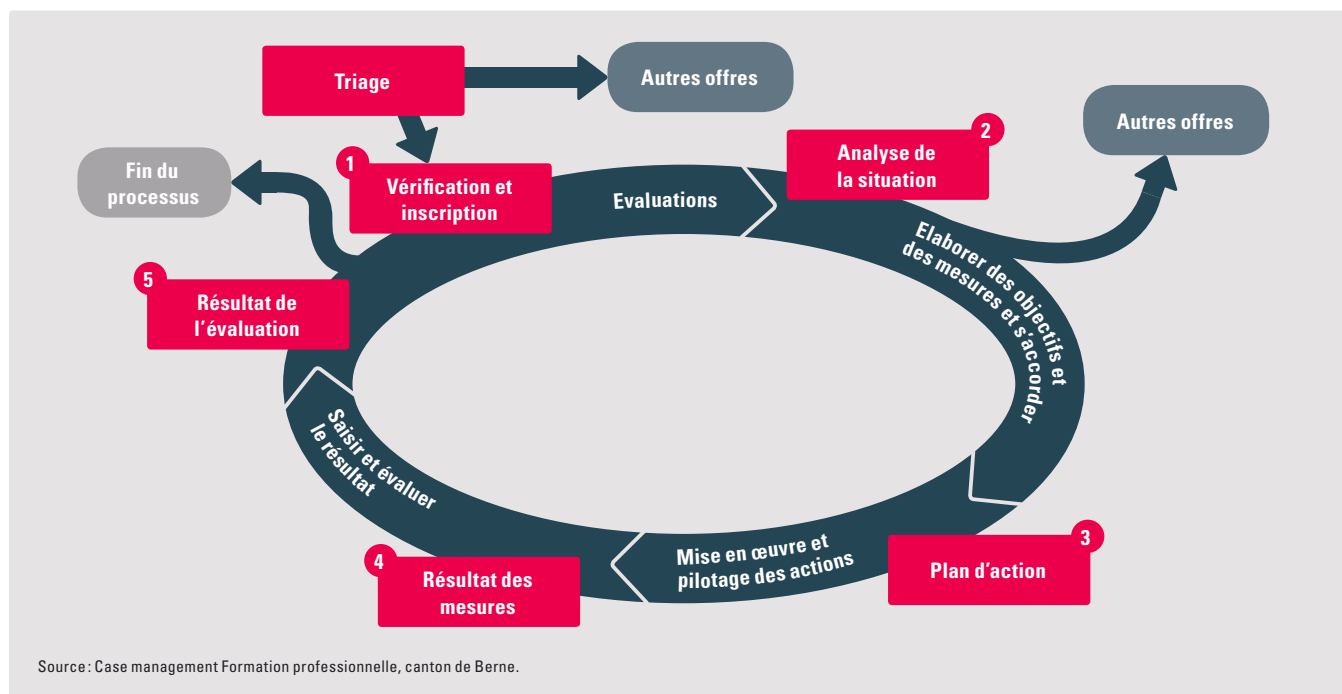 Triage
Autres offres
Autres offres
Fin du
processus
1
Vérification et
inscription
Evaluations
2
Analyse de
la situation
Elaborer des objectifs et
des mesures et s'accorder
5
Résultat de
l'évaluation
Saisir et évaluer
le résultat
4
Résultat des
mesures
Mise en œuvre et
pilotage des actions
3
Plan d'action
Source: Case management Formation professionnelle, canton de Berne.